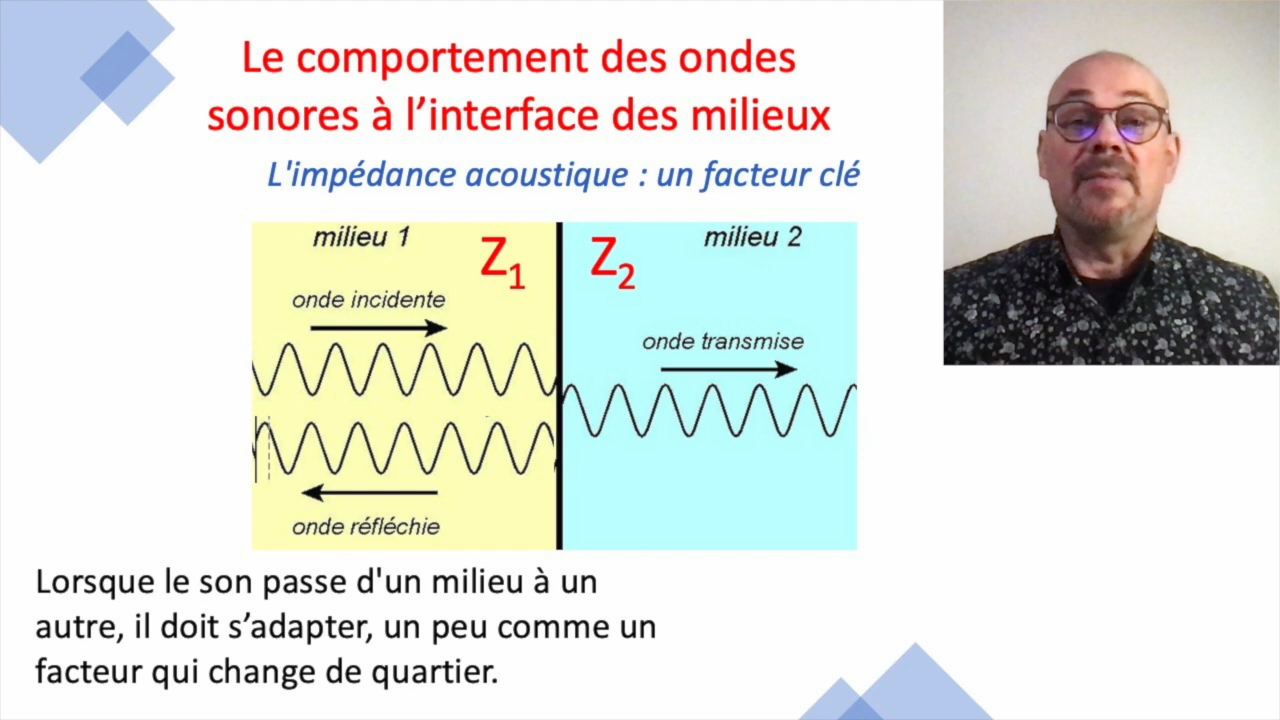 Le comportement des ondes
sonores à l’interface des milieux
L'impédance acoustique : un facteur clé
milieu 1
Z1
Z2
milieu 2
onde incidente
onde transmise
onde réfléchie
Lorsque le son passe d'un milieu à un
autre, il doit s’adapter, un peu comme un
facteur qui change de quartier.